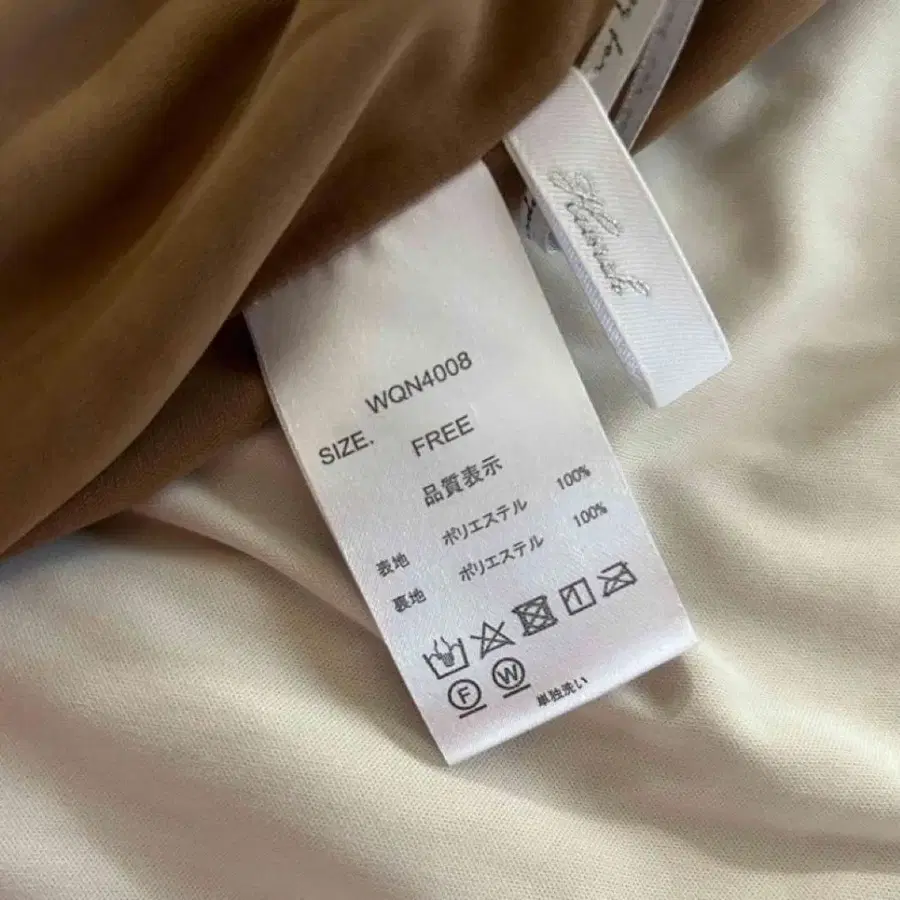 WQN4008
SIZE. FREE
品質表示
表地 ポリエステル 100%
裏地 ポリエステル 100%
F W 単独洗い